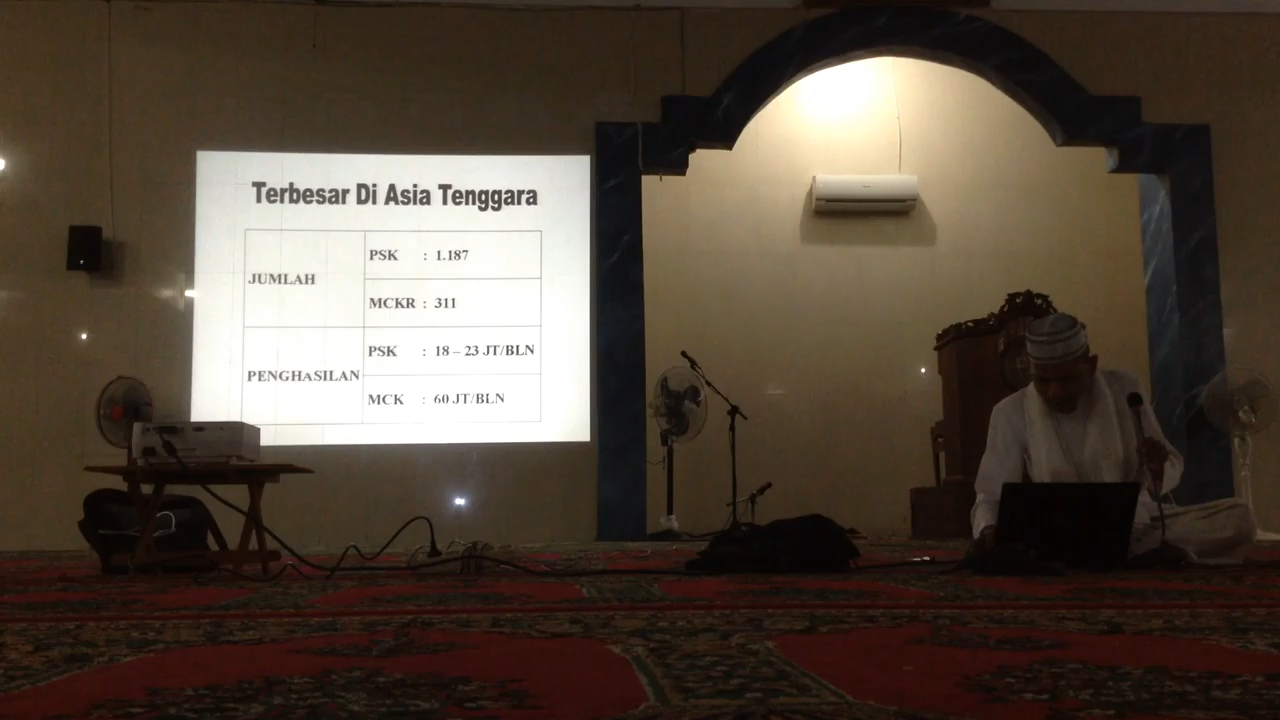 Terbesar Di Asia Tenggara
JUMLAH
PSK : 1.187
MCKR : 311
PENGHASILAN
PSK : 18 – 23 JT/BLN
MCK : 60 JT/BLN